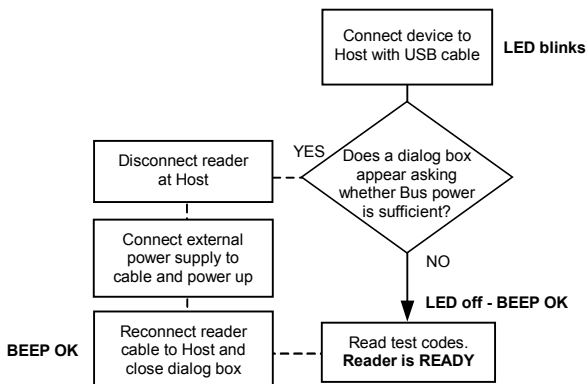 Connect device to
Host with USB cable
LED blinks
YES
Does a dialog box
appear asking
whether Bus power
is sufficient?
Disconnect reader
at Host
Connect external
power supply to
cable and power up
NO
LED off - BEEP OK
BEEP OK
Reconnect reader
cable to Host and
close dialog box
Read test codes.
Reader is READY